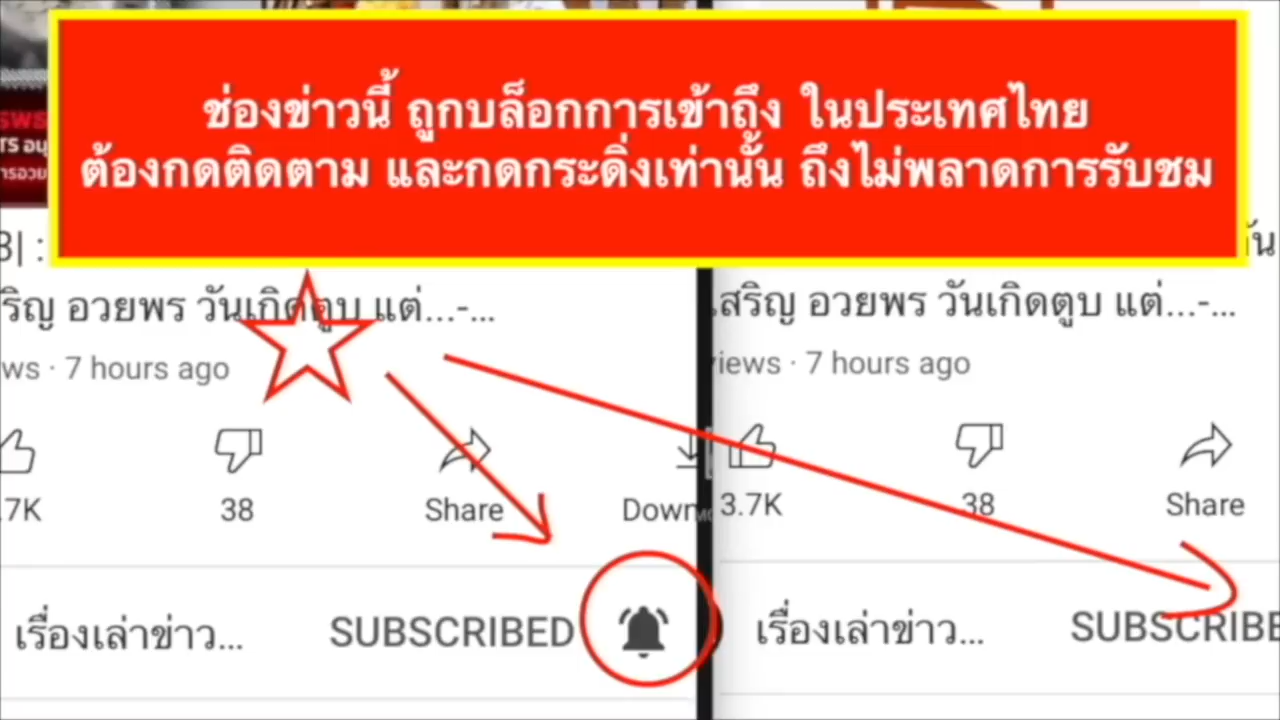 ช่องข่าวนี้ ถูกบล็อกการเข้าถึง ในประเทศไทย
ต้องกดติดตาม และกดกระดิ่งเท่านั้น ถึงไม่พลาดการรับชม
TS อนุ
3| :
ริญ อวยพร วันเกิดตูบ แต่...-...
ws · 7 hours ago
.7K
38
Share
Down
เรื่องเล่าข่าว...
SUBSCRIBED
สริญ อวยพร วันเกิดตูบ แต่...-...
views · 7 hours ago
3.7K
38
Share
เรื่องเล่าข่าว...
SUBSCRIBE